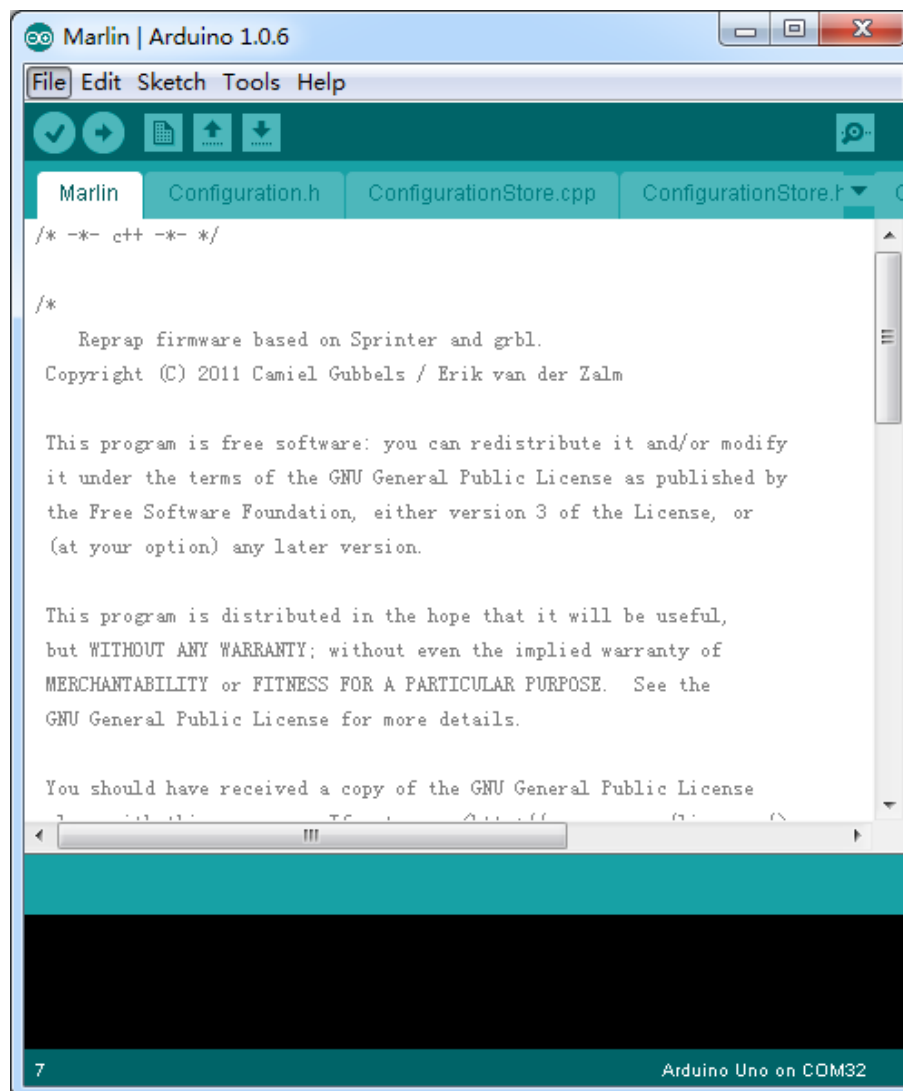 Marlin | Arduino 1.0.6
File Edit Sketch Tools Help
Marlin Configuration.h ConfigurationStore.cpp ConfigurationStore.h
/* -*- c++ -*- */
/*
Reprap firmware based on Sprinter and grbl.
Copyright (C) 2011 Camiel Gubbels / Erik van der Zalm
This program is free software: you can redistribute it and/or modify
it under the terms of the GNU General Public License as published by
the Free Software Foundation, either version 3 of the License, or
(at your option) any later version.
This program is distributed in the hope that it will be useful,
but WITHOUT ANY WARRANTY; without even the implied warranty of
MERCHANTABILITY or FITNESS FOR A PARTICULAR PURPOSE.  See the
GNU General Public License for more details.
You should have received a copy of the GNU General Public License
7
Arduino Uno on COM32